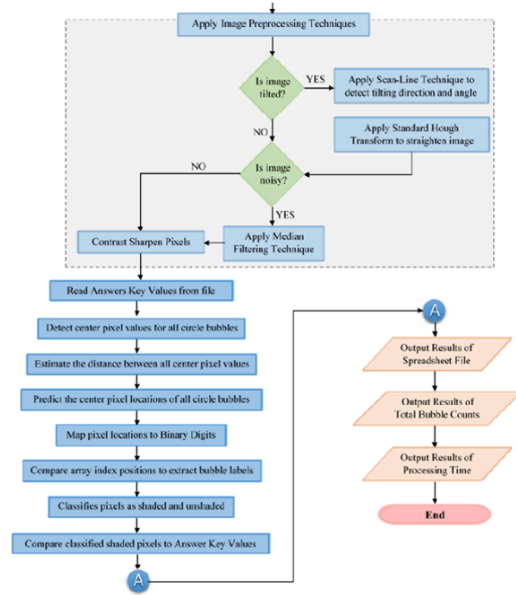 Apply Image Preprocessing Techniques
Is image
tilted?
YES
Apply Scan-Line Technique to
detect tilting direction and angle
NO
Apply Standard Hough
Transform to straighten image
Is image
noisy?
NO
YES
Apply Median
Filtering Technique
Contrast Sharpen Pixels
Read Answers Key Values from file
Detect center pixel values for all circle bubbles
Estimate the distance between all center pixel values
Predict the center pixel locations of all circle bubbles
Map pixel locations to Binary Digits
Compare array index positions to extract bubble labels
Classifies pixels as shaded and unshaded
Compare classified shaded pixels to Answer Key Values
A
A
Output Results of
Spreadsheet File
Output Results of
Total Bubble Counts
Output Results of
Processing Time
End